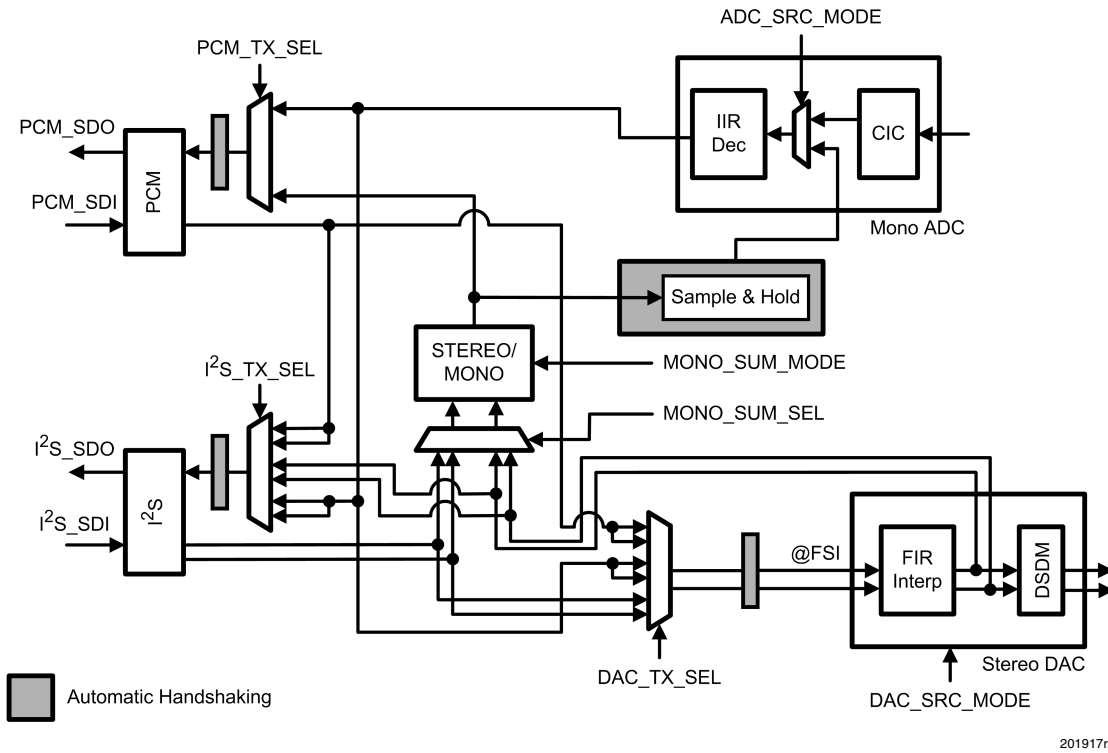 ADC_SRC_MODE
PCM_TX_SEL
PCM_SDO
PCM
PCM_SDI
IIR
Dec
CIC
Mono ADC
Sample & Hold
STEREO/
MONO
MONO_SUM_MODE
MONO_SUM_SEL
I²S_TX_SEL
I²S_SDO
I²S
I²S_SDI
@FSI
FIR
Interp
DSDM
Stereo DAC
DAC_TX_SEL
DAC_SRC_MODE
Automatic Handshaking
201917r